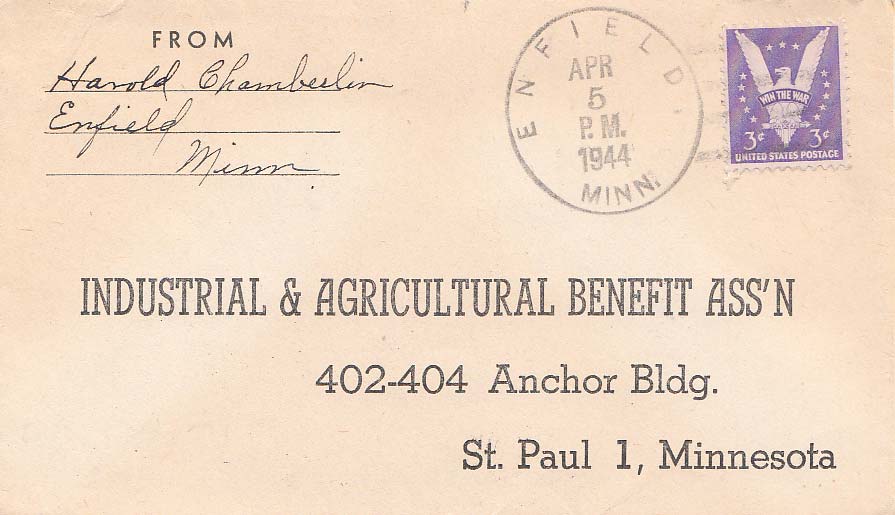 FROM
Harold Chamberlin
Enfield
Minn
ENFIELD,
APR
5
P.M.
1944
MINN.
WIN THE WAR
3¢ 3¢
UNITED STATES POSTAGE
INDUSTRIAL & AGRICULTURAL BENEFIT ASS'N
402-404 Anchor Bldg.
St. Paul 1, Minnesota